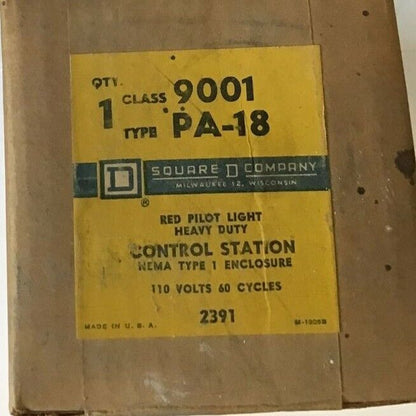 QTY.
1
CLASS 9001
TYPE PA-18
D SQUARE D COMPANY
MILWAUKEE 12, WISCONSIN
®
RED PILOT LIGHT
HEAVY DUTY
CONTROL STATION
NEMA TYPE 1 ENCLOSURE
110 VOLTS 60 CYCLES
2391
MADE IN U. S. A.